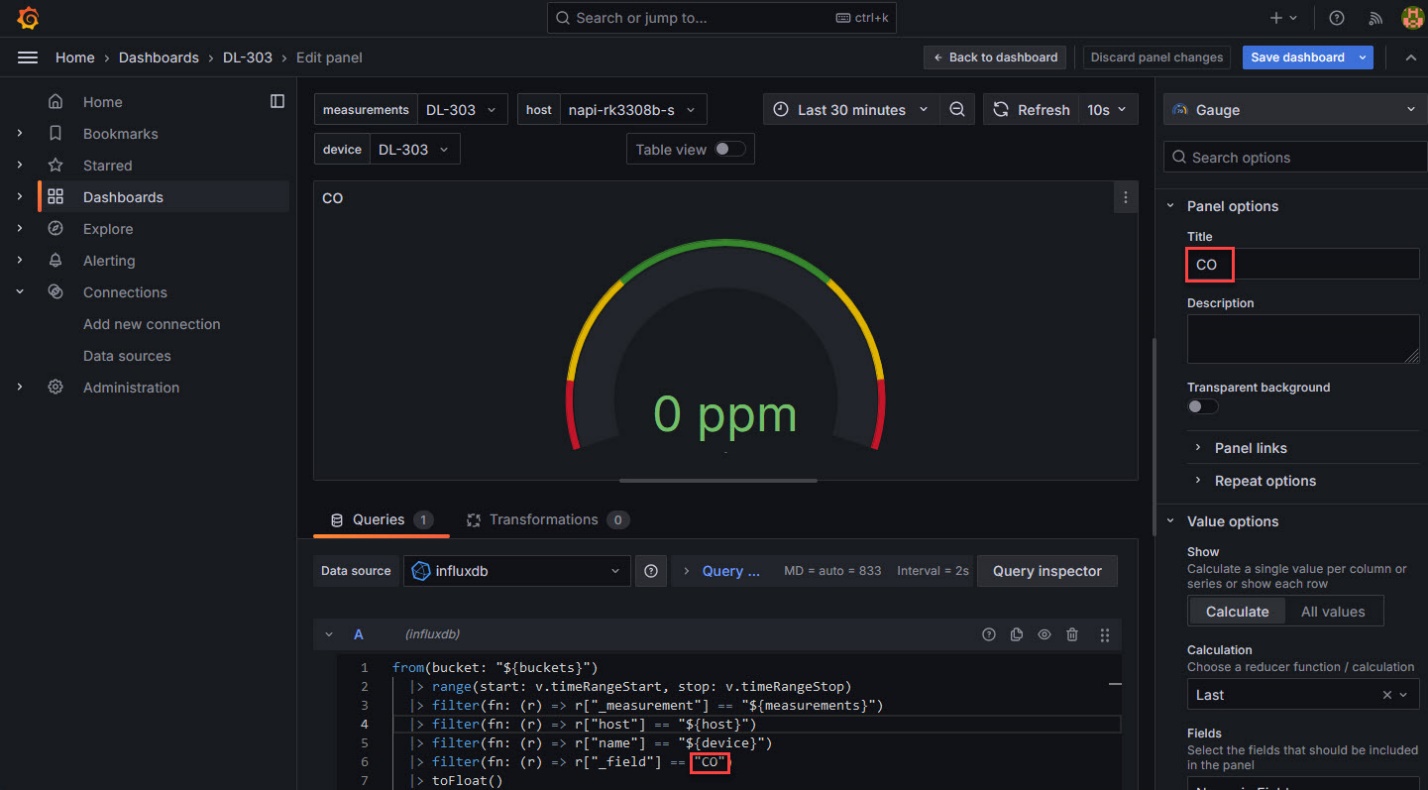 Search or jump to...
ctrl+k
Home › Dashboards › DL-303 › Edit panel
Back to dashboard
Discard panel changes
Save dashboard
Home
Bookmarks
Starred
Dashboards
Explore
Alerting
Connections
Add new connection
Data sources
Administration
measurements DL-303
host napi-rk3308b-s
Last 30 minutes
Refresh 10s
device DL-303
Table view
CO
0 ppm
Queries 1
Transformations 0
Data source influxdb
Query ... MD = auto = 833 Interval = 2s
Query inspector
A (influxdb)
1 from(bucket: "${buckets}")
2 |> range(start: v.timeRangeStart, stop: v.timeRangeStop)
3 |> filter(fn: (r) => r["_measurement"] == "${measurements}")
4 |> filter(fn: (r) => r["host"] == "${host}")
5 |> filter(fn: (r) => r["name"] == "${device}")
6 |> filter(fn: (r) => r["_field"] == "CO")
7 |> toFloat()
Gauge
Search options
Panel options
Title
CO
Description
Transparent background
Panel links
Repeat options
Value options
Show
Calculate a single value per column or
series or show each row
Calculate All values
Calculation
Choose a reducer function / calculation
Last
Fields
Select the fields that should be included
in the panel